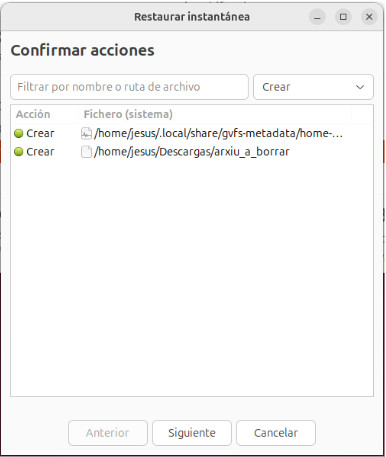 Restaurar instantánea
Confirmar acciones
Filtrar por nombre o ruta de archivo
Crear
Acción Fichero (sistema)
Crear /home/jesus/.local/share/gvfs-metadata/home-…
Crear /home/jesus/Descargas/arxiu_a_borrar
Anterior Siguiente Cancelar